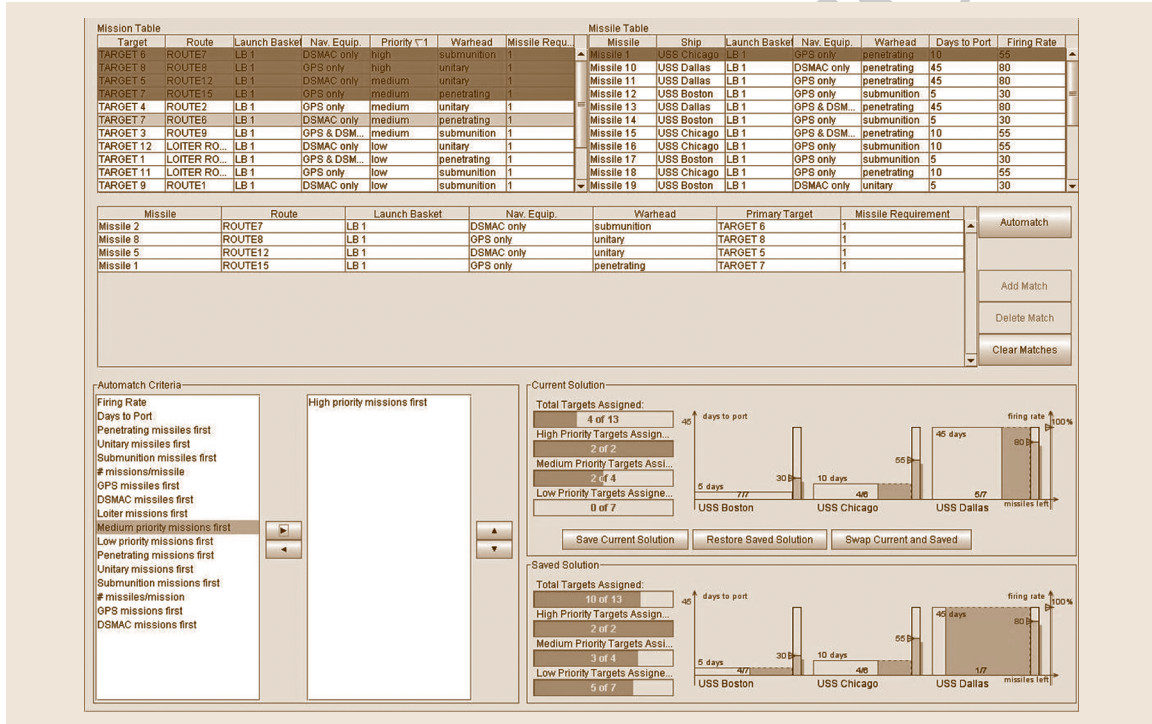 Mission Table
Target Route Launch Basket Nav. Equip. Priority ▽1 Warhead Missile Requ...
TARGET 6 ROUTE7 LB 1 DSMAC only high submunition 1
TARGET 8 ROUTE8 LB 1 GPS only high unitary 1
TARGET 5 ROUTE12 LB 1 DSMAC only medium unitary 1
TARGET 7 ROUTE15 LB 1 GPS only medium penetrating 1
TARGET 4 ROUTE2 LB 1 GPS only medium unitary 1
TARGET 7 ROUTE6 LB 1 DSMAC only medium penetrating 1
TARGET 3 ROUTE9 LB 1 GPS & DSM... medium submunition 1
TARGET 12 LOITER RO... LB 1 DSMAC only low unitary 1
TARGET 1 LOITER RO... LB 1 GPS & DSM... low penetrating 1
TARGET 11 LOITER RO... LB 1 GPS only low submunition 1
TARGET 9 ROUTE1 LB 1 DSMAC only low submunition 1
Missile Table
Missile Ship Launch Basket Nav. Equip. Warhead Days to Port Firing Rate
Missile 1 USS Chicago LB 1 GPS only penetrating 10 55
Missile 10 USS Dallas LB 1 DSMAC only penetrating 45 80
Missile 11 USS Dallas LB 1 GPS only penetrating 45 80
Missile 12 USS Boston LB 1 GPS only submunition 5 30
Missile 13 USS Dallas LB 1 GPS & DSM... penetrating 45 80
Missile 14 USS Boston LB 1 GPS only submunition 5 30
Missile 15 USS Chicago LB 1 GPS & DSM... penetrating 10 55
Missile 16 USS Chicago LB 1 GPS only submunition 10 55
Missile 17 USS Boston LB 1 GPS only submunition 5 30
Missile 18 USS Chicago LB 1 GPS only penetrating 10 55
Missile 19 USS Boston LB 1 DSMAC only unitary 5 30
Missile Route Launch Basket Nav. Equip. Warhead Primary Target Missile Requirement
Missile 2 ROUTE7 LB 1 DSMAC only submunition TARGET 6 1
Missile 8 ROUTE8 LB 1 GPS only unitary TARGET 8 1
Missile 5 ROUTE12 LB 1 DSMAC only unitary TARGET 5 1
Missile 1 ROUTE15 LB 1 GPS only penetrating TARGET 7 1
Automatch
Add Match
Delete Match
Clear Matches
Automatch Criteria
Firing Rate
Days to Port
Penetrating missiles first
Unitary missiles first
Submunition missiles first
# missions/missile
GPS missiles first
DSMAC missiles first
Loiter missions first
Medium priority missions first
Low priority missions first
Penetrating missions first
Unitary missions first
Submunition missions first
# missiles/mission
GPS missions first
DSMAC missions first
High priority missions first
Current Solution
Total Targets Assigned:
4 of 13
High Priority Targets Assign...
2 of 2
Medium Priority Targets Assi...
2 of 4
Low Priority Targets Assigne...
0 of 7
45 days to port firing rate 100%
5 days 7/7 30 USS Boston
10 days 4/6 55 USS Chicago
45 days 5/7 80 USS Dallas
missiles left
Save Current Solution Restore Saved Solution Swap Current and Saved
Saved Solution
Total Targets Assigned:
10 of 13
High Priority Targets Assign...
2 of 2
Medium Priority Targets Assi...
3 of 4
Low Priority Targets Assigne...
5 of 7
45 days to port firing rate 100%
5 days 4/7 30 USS Boston
10 days 4/6 55 USS Chicago
45 days 1/7 80 USS Dallas
missiles left